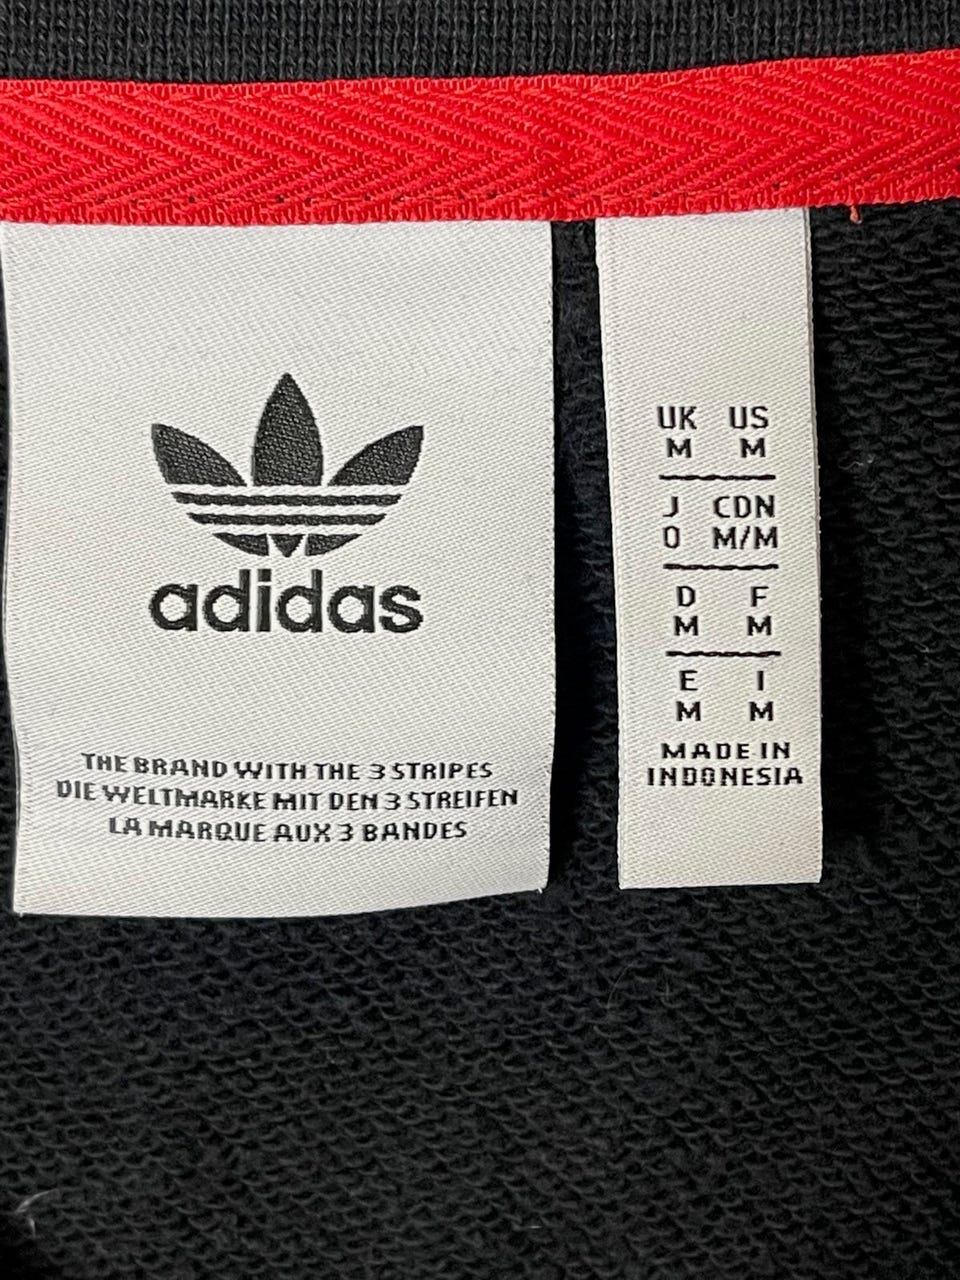 adidas
THE BRAND WITH THE 3 STRIPES
DIE WELTMARKE MIT DEN 3 STREIFEN
LA MARQUE AUX 3 BANDES
UK US
M M
J CDN
O M/M
D F
M M
E I
M M
MADE IN
INDONESIA